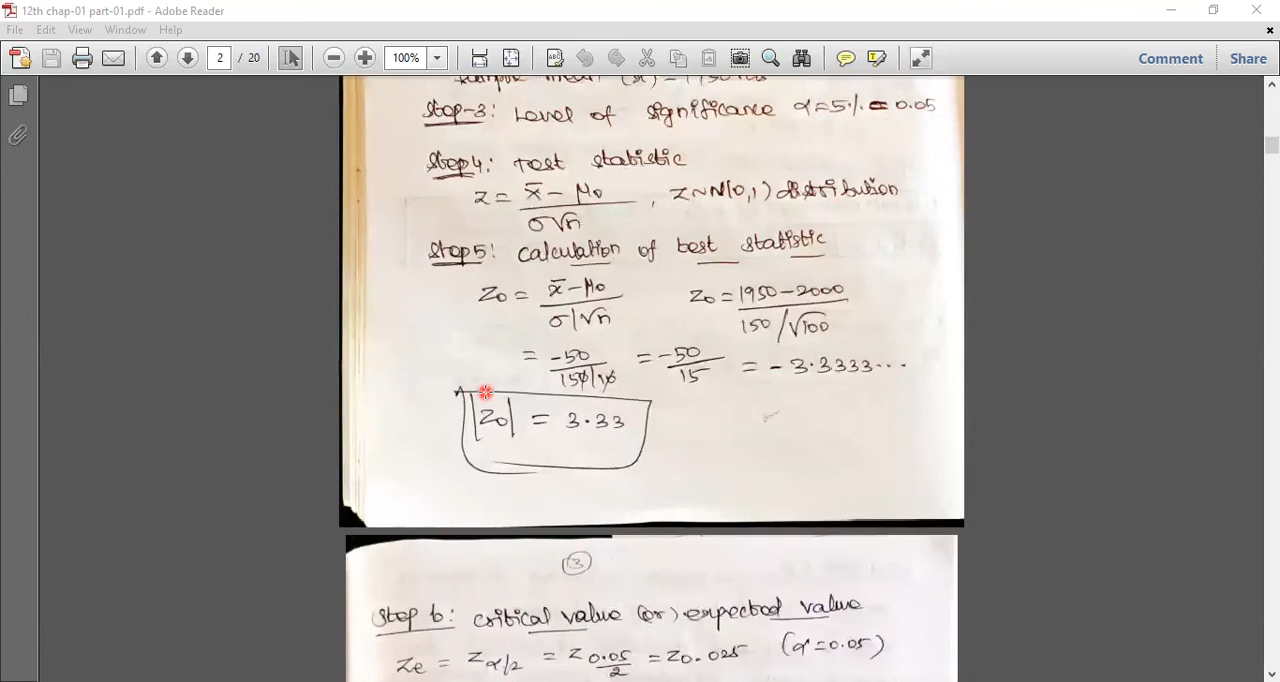 12th chap-01 part-01.pdf - Adobe Reader
File Edit View Window Help
2 / 20 100% Comment Share
Sample mean (x̄) =
Step-3: Level of significance α=5% = 0.05
Step4: Test statistic
Z = x̄ - μ0 / σ√n , Z~N(0,1) distribution
Step5: calculation of test statistic
Z0 = x̄ - μ0 / σ/√n Z0 = 1950-2000 / 150/√100
= -50 / 150/10 = -50 / 15 = -3.3333...
|Z0| = 3.33
3
Step 6: critical value (or) expected value
Ze = Zα/2 = Z0.05/2 = Z0.025 (α=0.05)